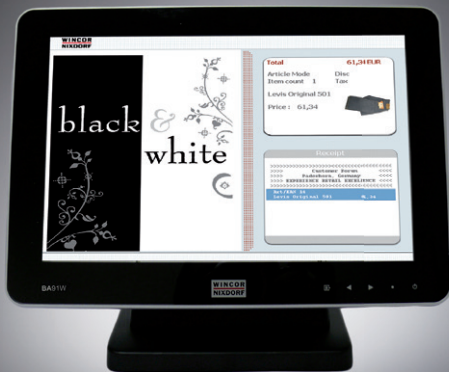 WINCOR
NIXDORF
black &
white
Total 61,34 EUR
Article Mode Disc
Item count 1 Tax
Levis Original 501
Price : 61,34
Receipt
Customer Forum
Paderborn, Germany
EXPERIENCE RETAIL EXCELLENCE
Levis Original 501
BA91W
WINCOR
NIXDORF